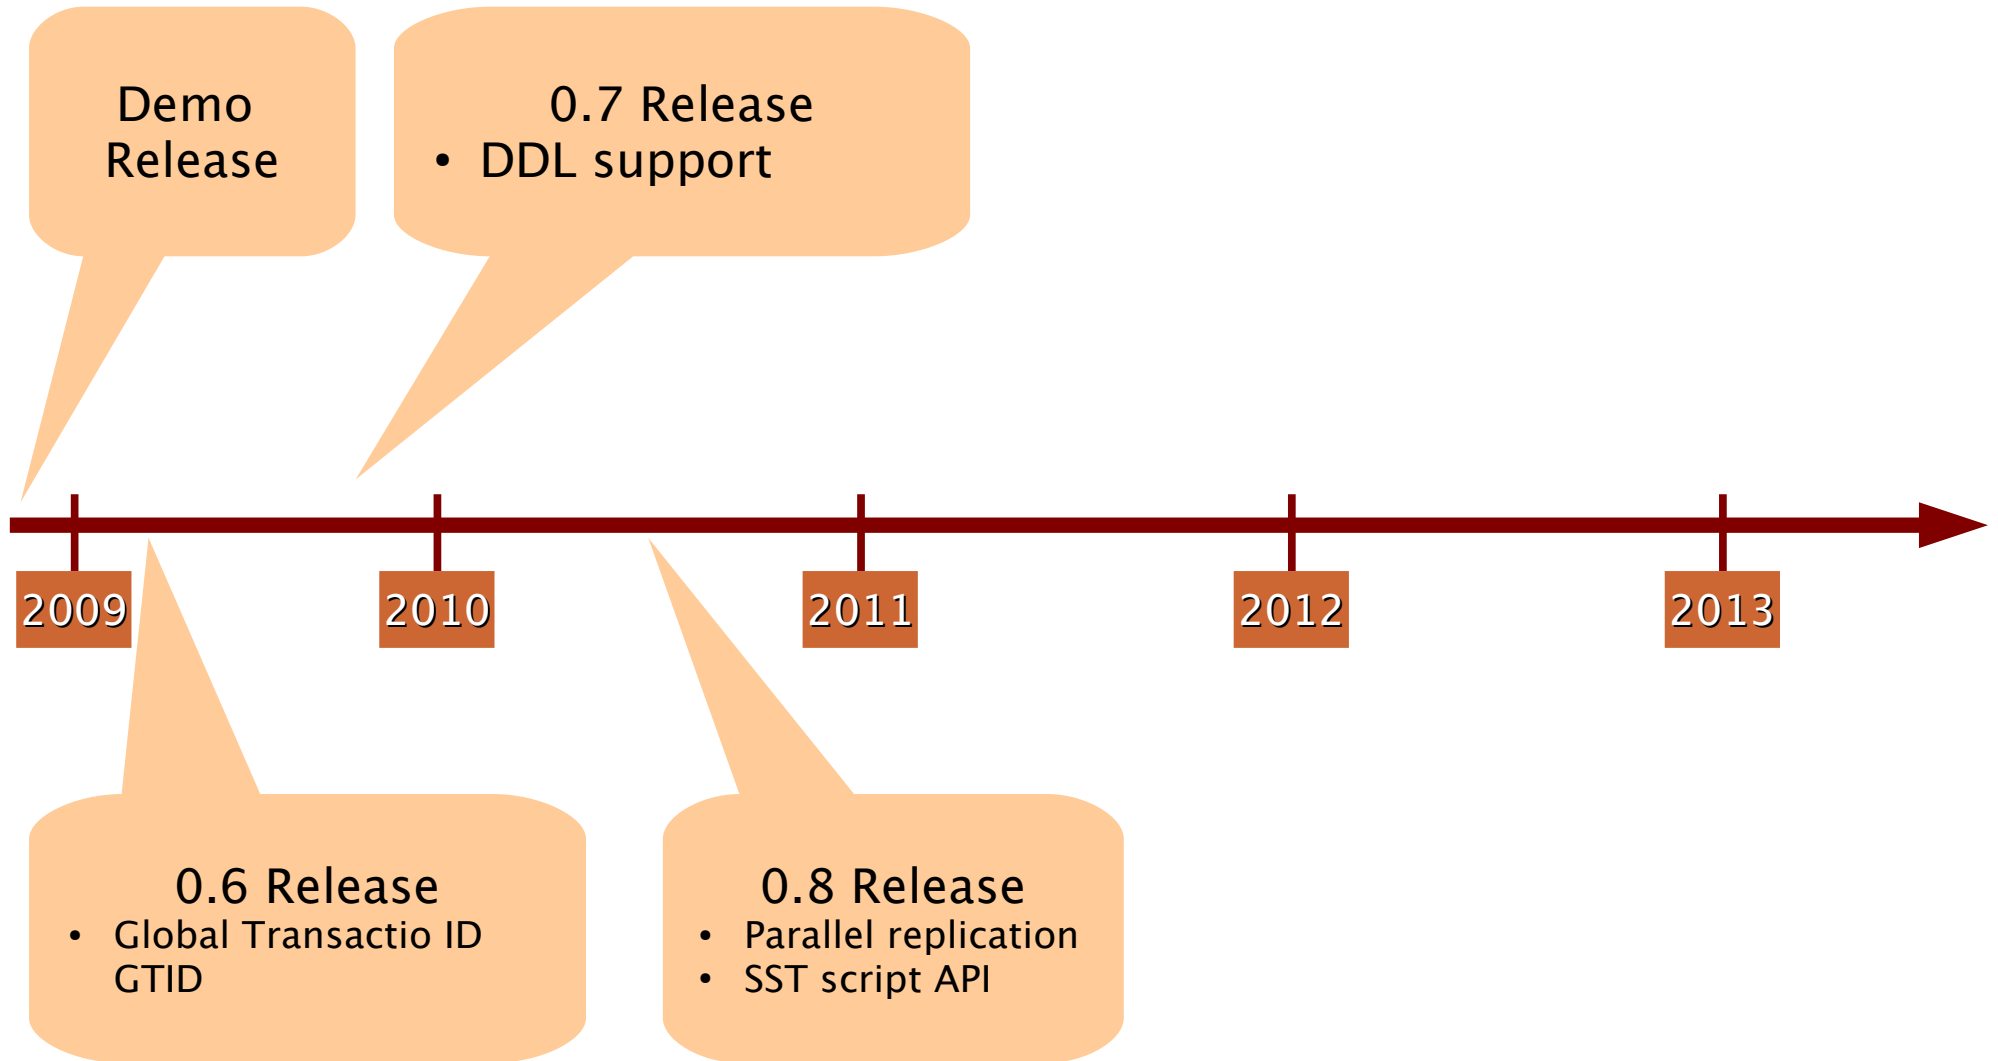 Demo
Release
0.7 Release
• DDL support
2009
2010
2011
2012
2013
0.6 Release
• Global Transactio ID
GTID
0.8 Release
• Parallel replication
• SST script API